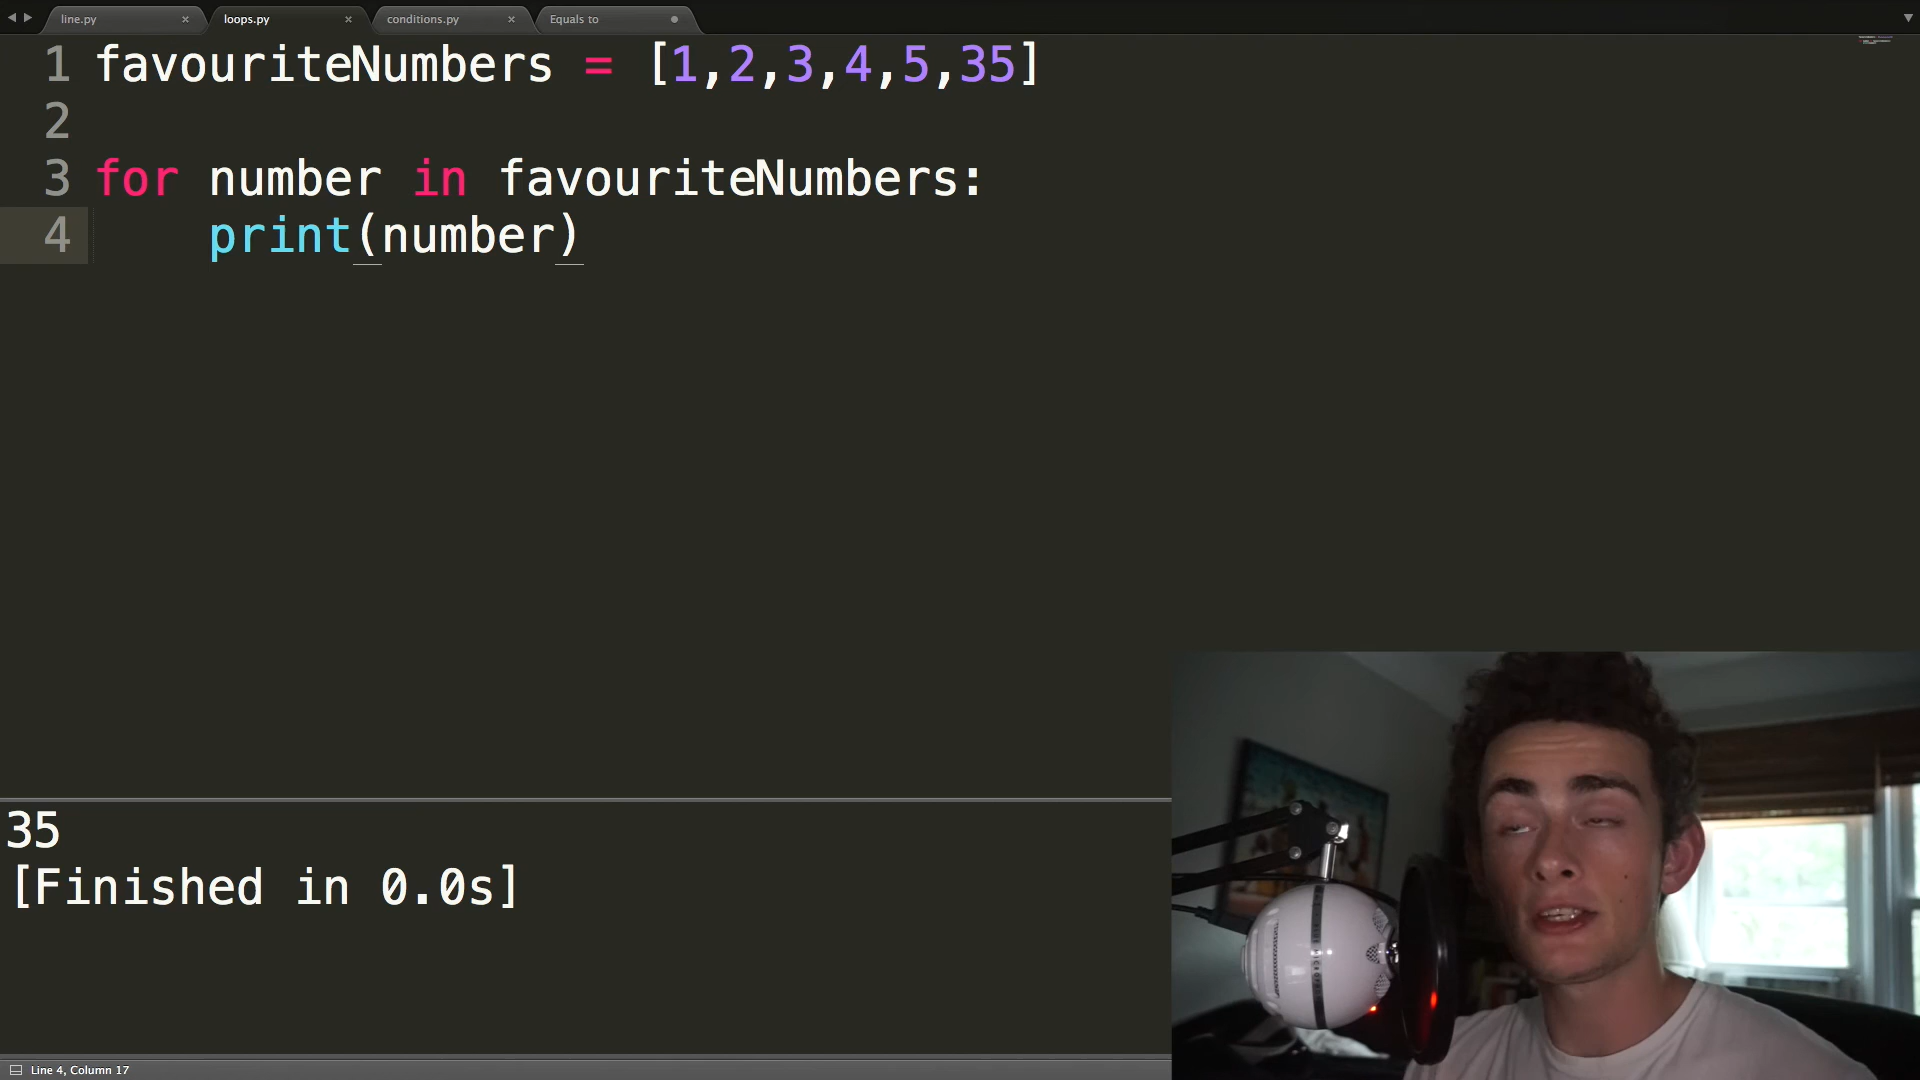 line.py
loops.py
conditions.py
Equals to
1 favouriteNumbers = [1,2,3,4,5,35]
2
3 for number in favouriteNumbers:
4 print(number)
35
[Finished in 0.0s]
Line 4, Column 17